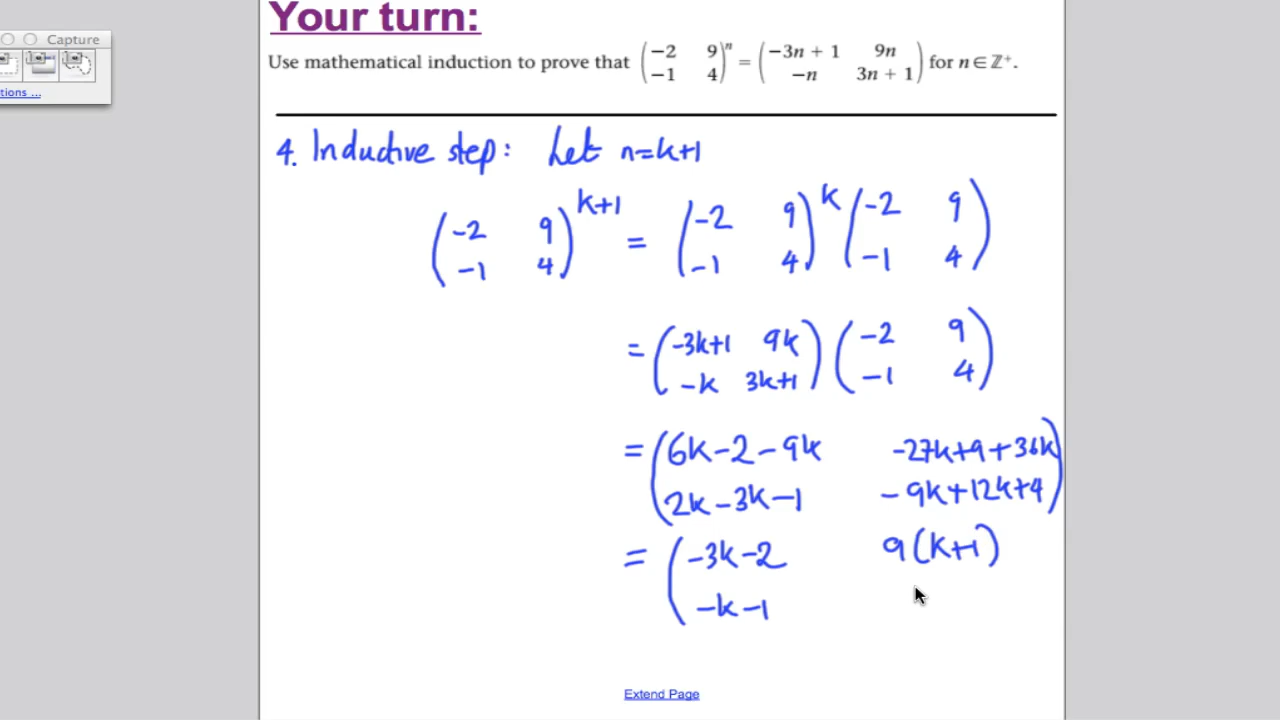 Your turn:
Capture
tions ...
Use mathematical induction to prove that (−2 9 / −1 4)ⁿ = (−3n + 1 9n / −n 3n + 1) for n ∈ ℤ⁺.
4. Inductive step: Let n=k+1
(-2 9 / -1 4)^k+1 = (-2 9 / -1 4)^k (-2 9 / -1 4)
= (-3k+1 9k / -k 3k+1) (-2 9 / -1 4)
= (6k-2-9k -27k+9+36k / 2k-3k-1 -9k+12k+4)
= (-3k-2 9(k+1) / -k-1
Extend Page